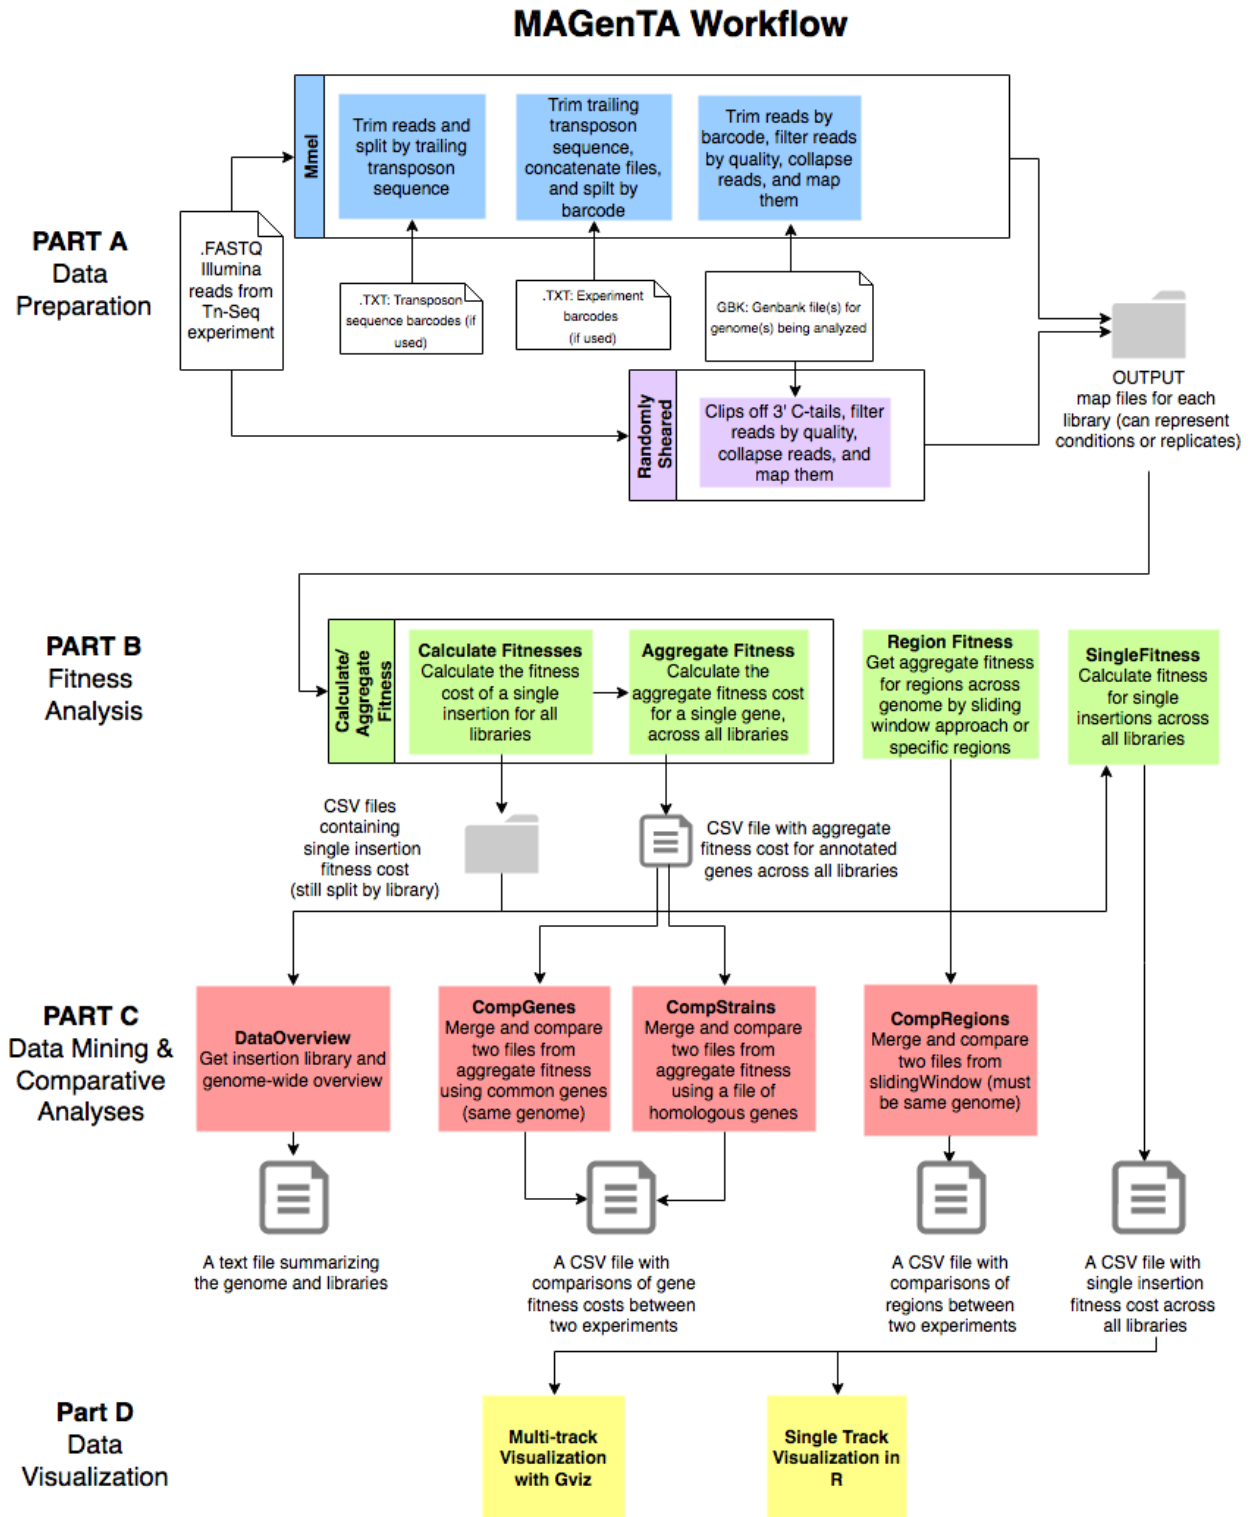 MAGenTA Workflow
PART A
Data
Preparation
.FASTQ
Illumina
reads from
Tn-Seq
experiment
MmeI
Trim reads and
split by trailing
transposon
sequence
Trim trailing
transposon
sequence,
concatenate files,
and spilt by
barcode
Trim reads by
barcode, filter reads
by quality, collapse
reads, and map
them
.TXT: Transposon
sequence barcodes (if
used)
.TXT: Experiment
barcodes
(if used)
GBK: Genbank file(s) for
genome(s) being analyzed
Randomly
Sheared
Clips off 3' C-tails, filter
reads by quality,
collapse reads, and
map them
OUTPUT
map files for each
library (can represent
conditions or replicates)
PART B
Fitness
Analysis
Calculate/
Aggregate
Fitness
Calculate Fitnesses
Calculate the fitness
cost of a single
insertion for all
libraries
Aggregate Fitness
Calculate the
aggregate fitness cost
for a single gene,
across all libraries
Region Fitness
Get aggregate fitness
for regions across
genome by sliding
window approach or
specific regions
SingleFitness
Calculate fitness
for single
insertions across
all libraries
CSV files
containing
single insertion
fitness cost
(still split by library)
CSV file with aggregate
fitness cost for annotated
genes across all libraries
PART C
Data Mining &
Comparative
Analyses
DataOverview
Get insertion library and
genome-wide overview
CompGenes
Merge and compare
two files from
aggregate fitness
using common genes
(same genome)
CompStrains
Merge and compare
two files from
aggregate fitness
using a file of
homologous genes
CompRegions
Merge and compare
two files from
slidingWindow (must
be same genome)
A text file summarizing
the genome and libraries
A CSV file with
comparisons of gene
fitness costs between
two experiments
A CSV file with
comparisons of
regions between
two experiments
A CSV file with
single insertion
fitness cost across
all libraries
Part D
Data
Visualization
Multi-track
Visualization
with Gviz
Single Track
Visualization in
R